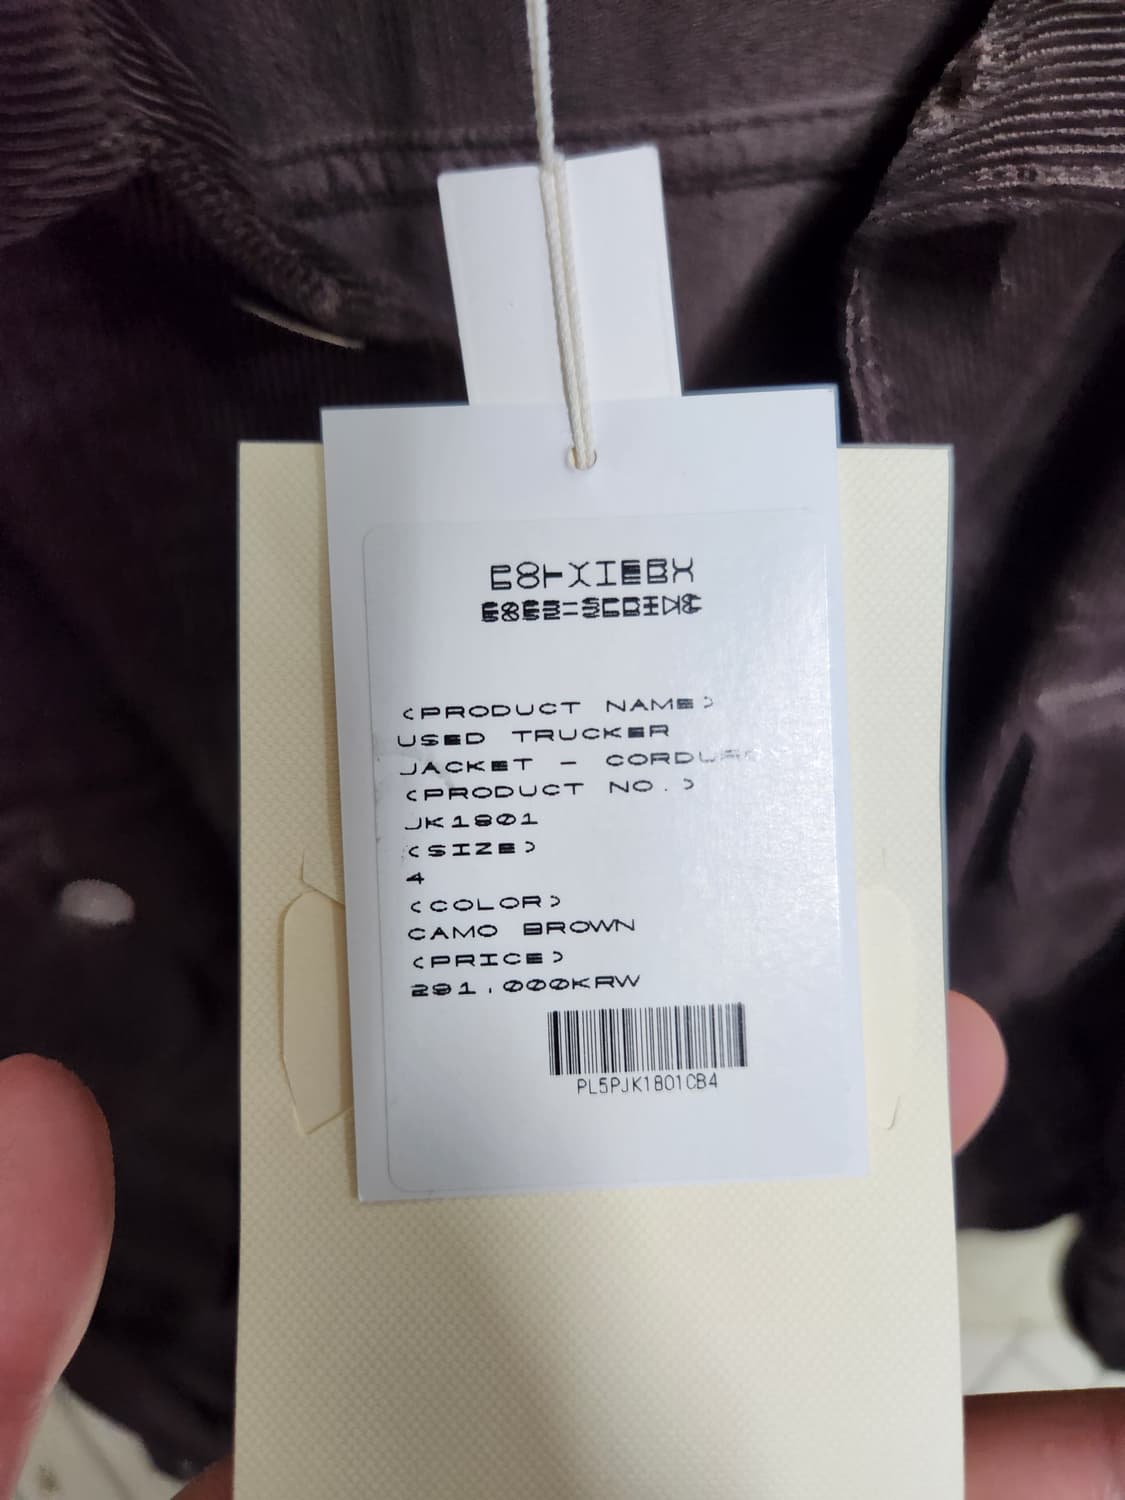 <PRODUCT NAME>
USED TRUCKER
JACKET -
<PRODUCT NO.>
JK1801
<SIZE>
4
<COLOR>
CAMO BROWN
<PRICE>
291,000KRW
PL5PJK1801CB4